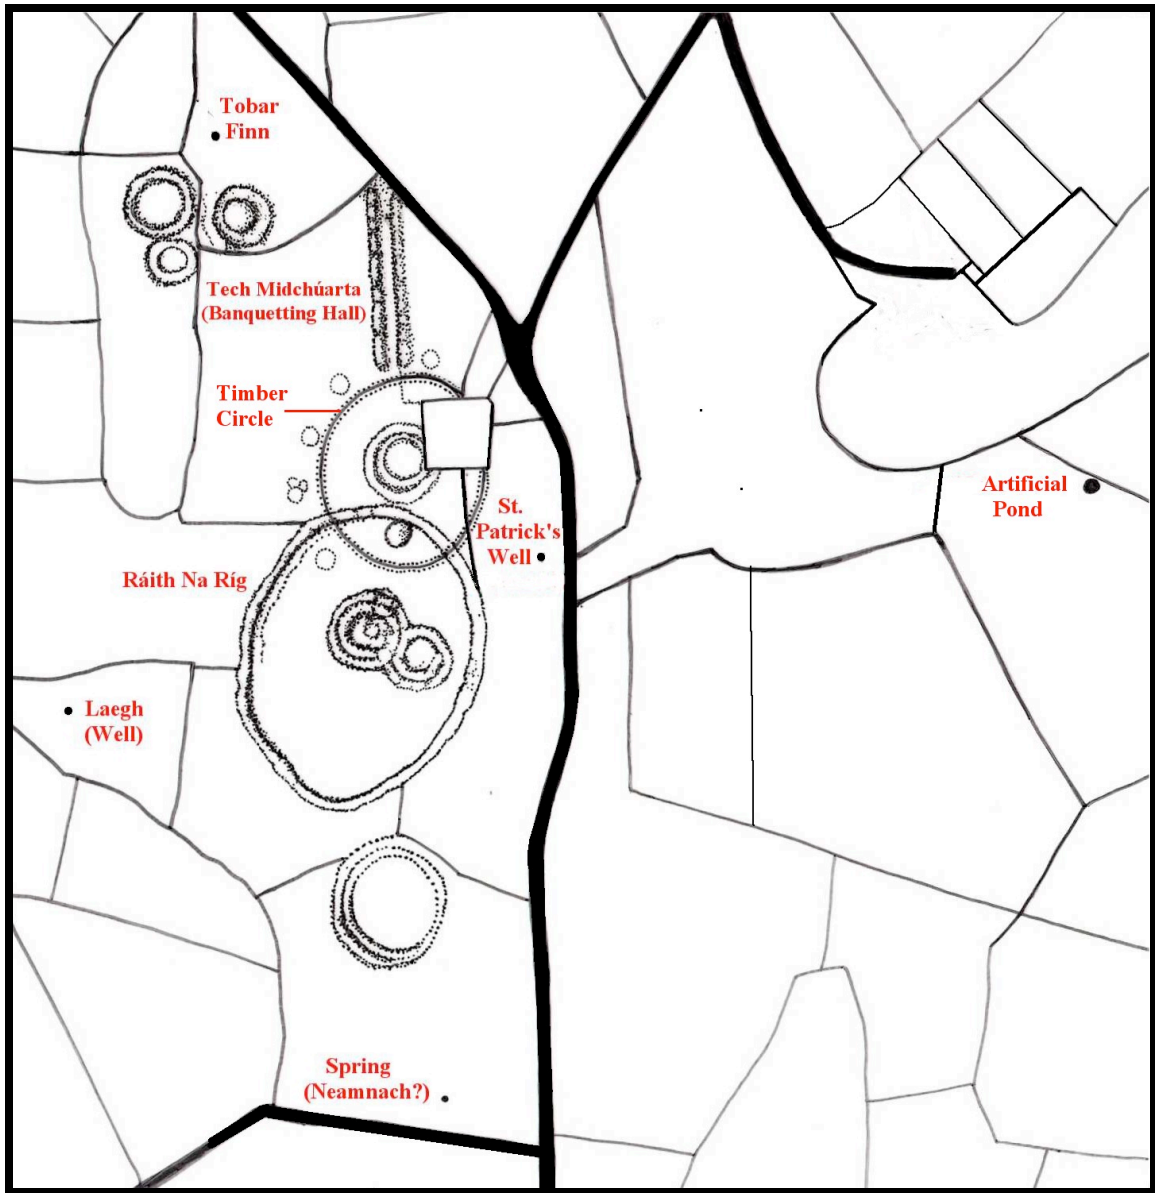 Tobar
Finn
Tech Midchúarta
(Banquetting Hall)
Timber
Circle
St.
Patrick's
Well
Artificial
Pond
Ráith Na Ríg
Laegh
(Well)
Spring
(Neamnach?)